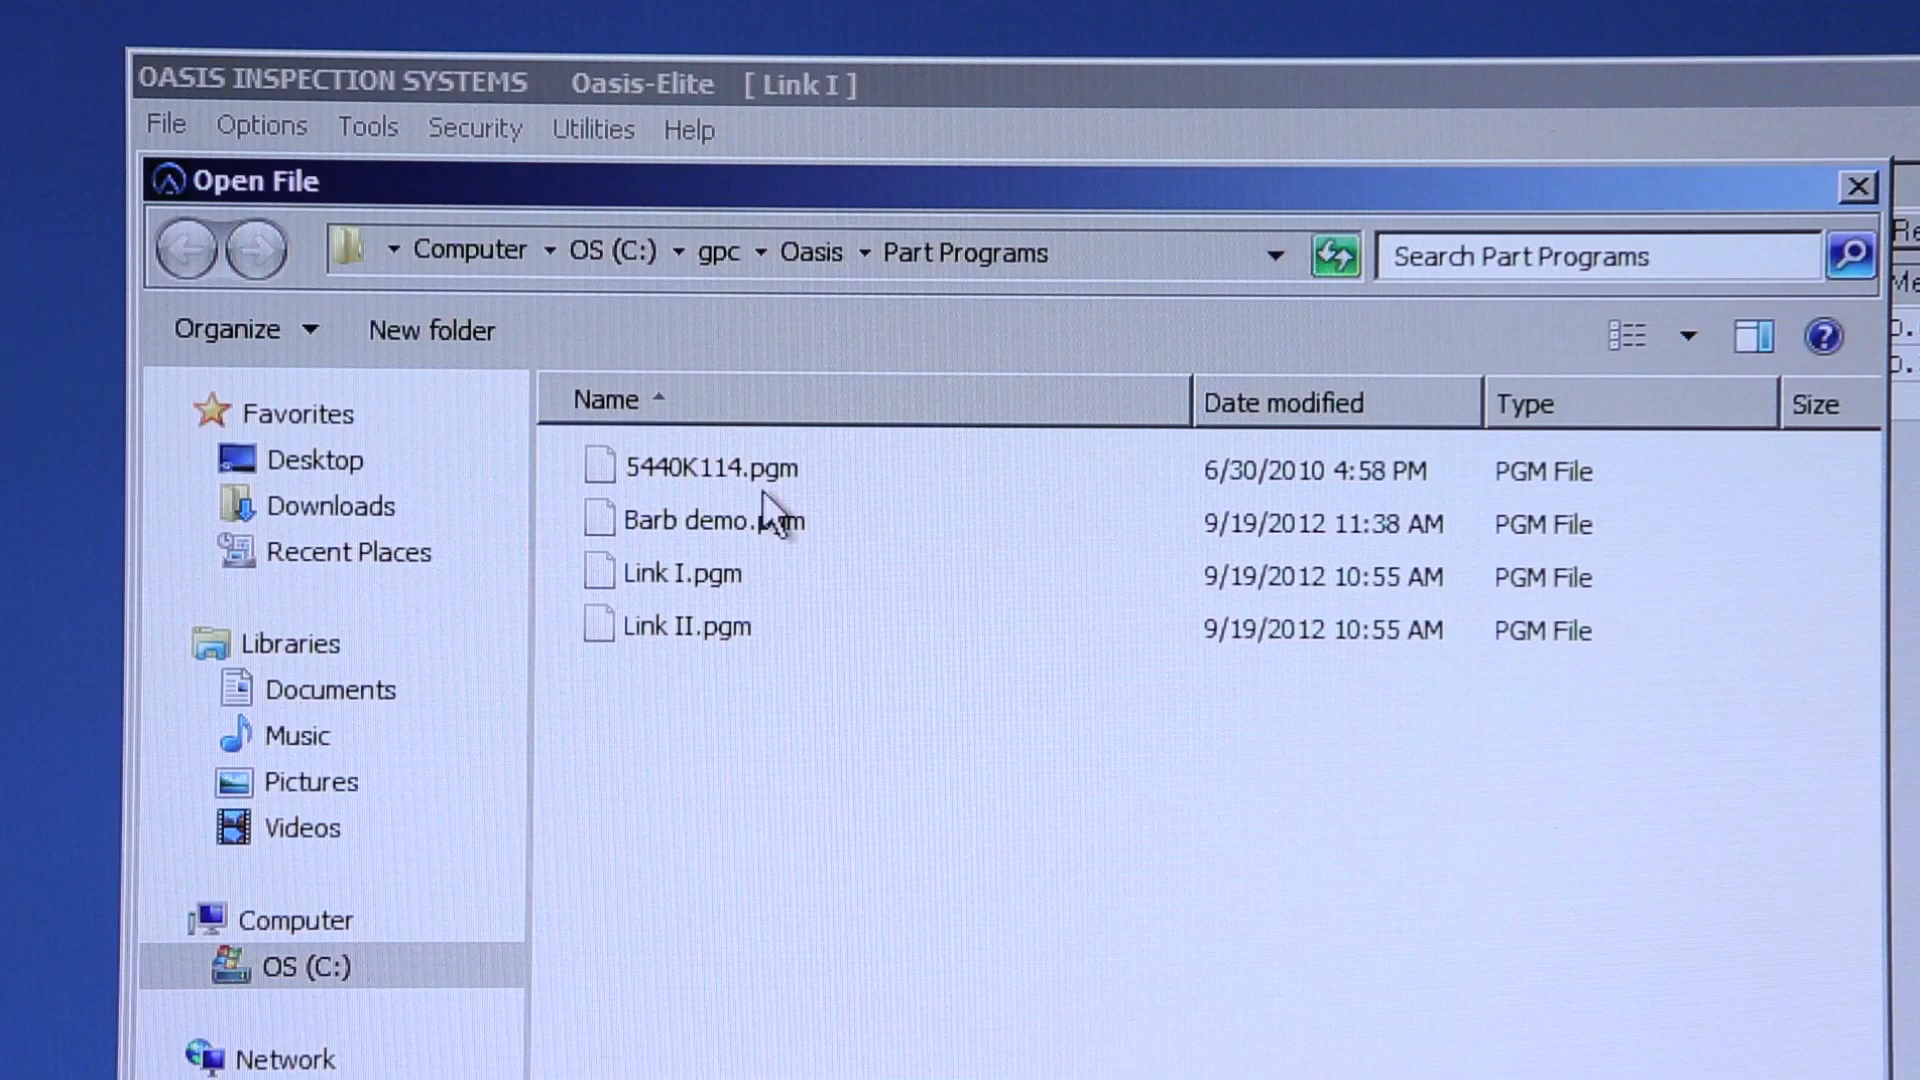 OASIS INSPECTION SYSTEMS Oasis-Elite [ Link I ]
File Options Tools Security Utilities Help
Open File
Computer OS (C:) gpc Oasis Part Programs Search Part Programs
Organize New folder
Name Date modified Type Size
5440K114.pgm 6/30/2010 4:58 PM PGM File
Barb demo.pgm 9/19/2012 11:38 AM PGM File
Link I.pgm 9/19/2012 10:55 AM PGM File
Link II.pgm 9/19/2012 10:55 AM PGM File
Favorites
Desktop
Downloads
Recent Places
Libraries
Documents
Music
Pictures
Videos
Computer
OS (C:)
Network